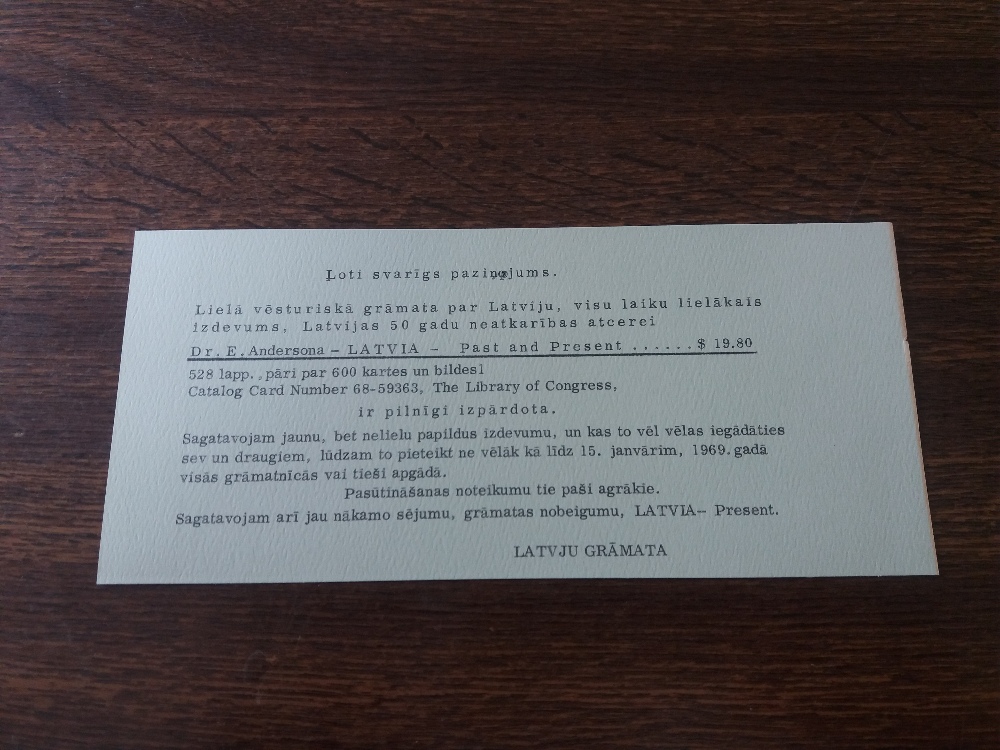 Ļoti svarīgs paziņojums.
Lielā vēsturiskā grāmata par Latviju, visu laiku lielākais
izdevums, Latvijas 50 gadu neatkarības atcerei
Dr. E. Andersona – LATVIA – Past and Present ......$ 19.80
528 lapp., pāri par 600 kartes un bildes!
Catalog Card Number 68-59363, The Library of Congress,
ir pilnīgi izpārdota.
Sagatavojam jaunu, bet nelielu papildus izdevumu, un kas to vēl vēlas iegādāties
sev un draugiem, lūdzam to pieteikt ne vēlāk kā līdz 15. janvārim, 1969. gadā
visās grāmatnīcās vai tieši apgādā.
Pasūtināšanas noteikumu tie paši agrākie.
Sagatavojam arī jau nākamo sējumu, grāmatas nobeigumu, LATVIA-- Present.
LATVJU GRĀMATA